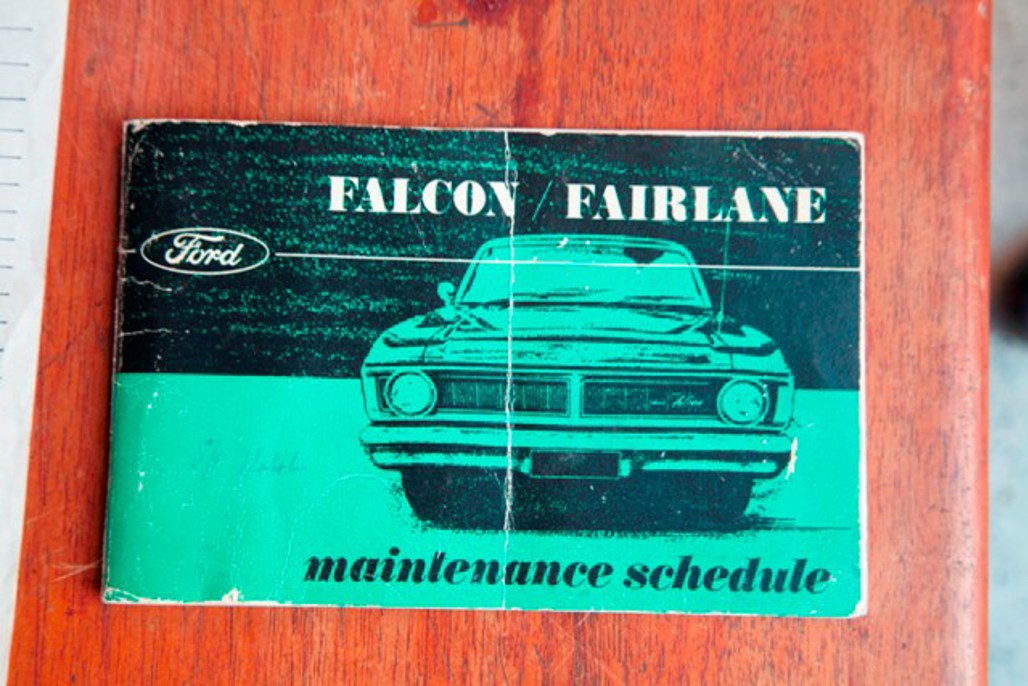 FALCON / FAIRLANE
Ford
maintenance schedule